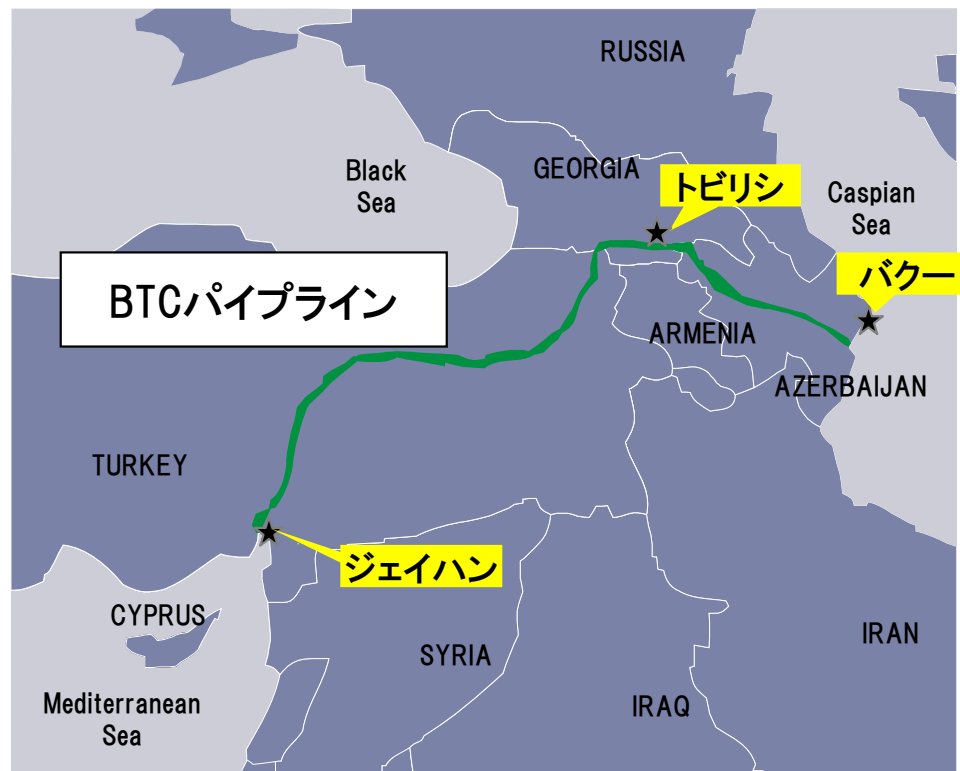 RUSSIA
GEORGIA
Black
Sea
トビリシ
Caspian
Sea
バクー
BTCパイプライン
ARMENIA
AZERBAIJAN
TURKEY
ジェイハン
CYPRUS
SYRIA
IRAN
Mediterranean
Sea
IRAQ